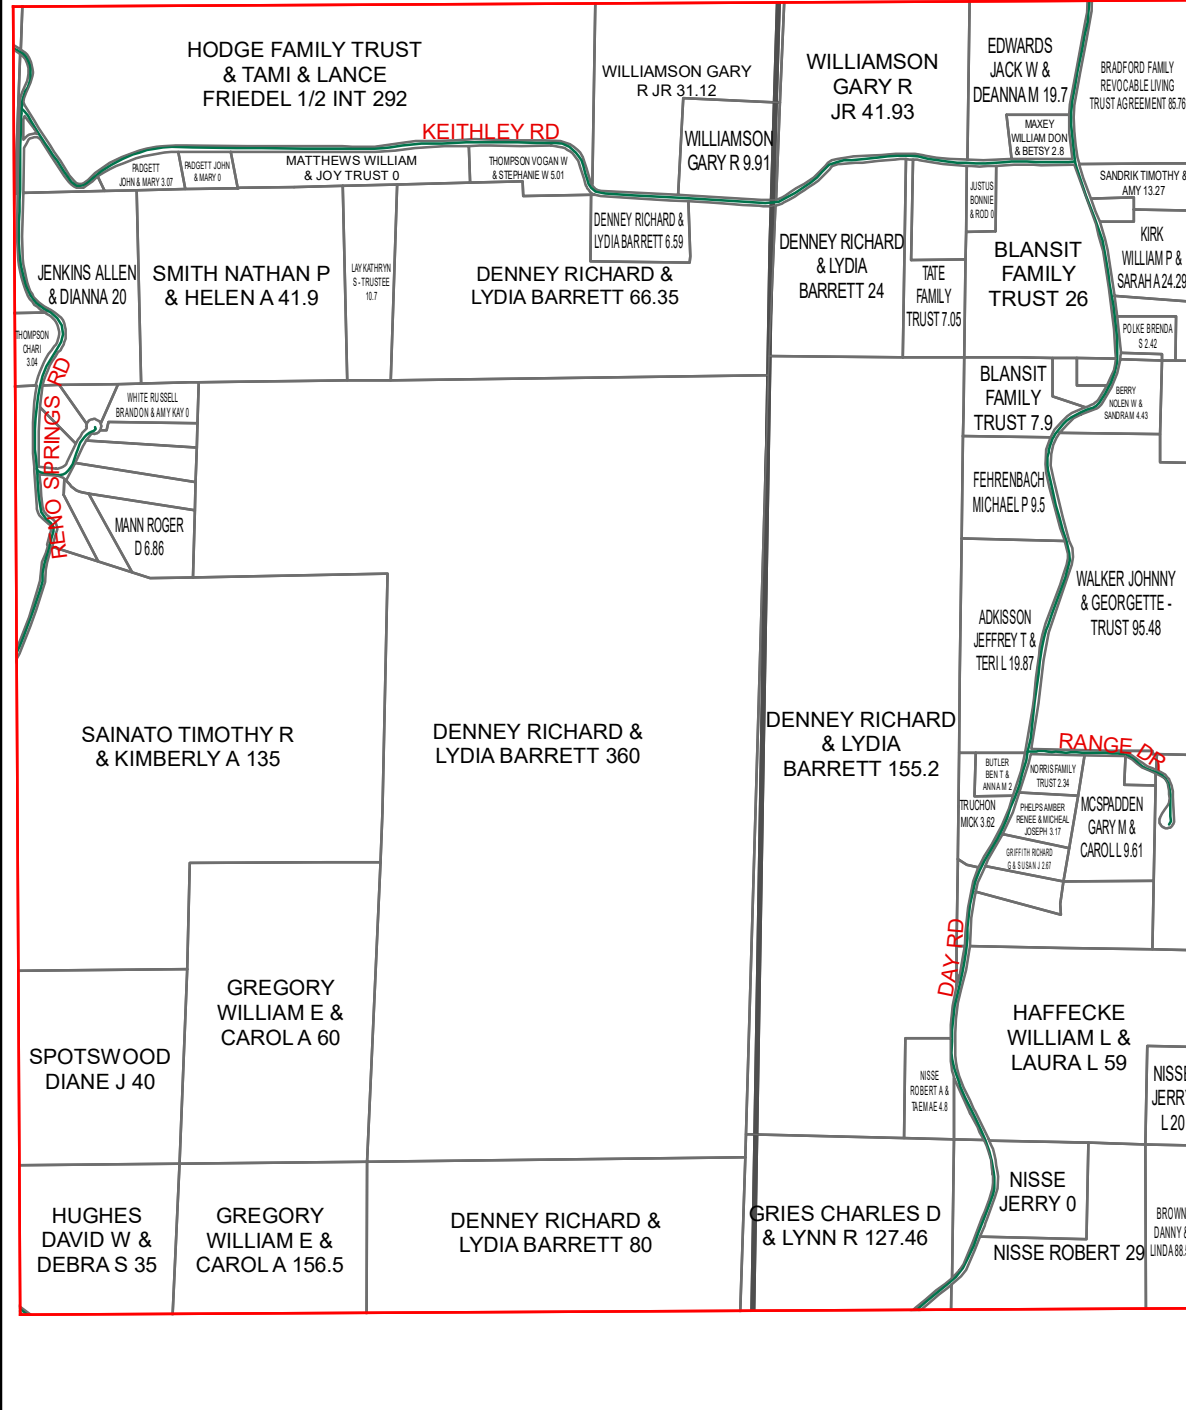 HODGE FAMILY TRUST
& TAMI & LANCE
FRIEDEL 1/2 INT 292
WILLIAMSON GARY
R JR 31.12
WILLIAMSON
GARY R
JR 41.93
EDWARDS
JACK W &
DEANNA M 19.7
BRADFORD FAMILY
REVOCABLE LIVING
TRUST AGREEMENT 85.76
MAXEY
WILLIAM DON
& BETSY 2.8
KEITHLEY RD
WILLIAMSON
GARY R 9.91
PADGETT
JOHN & MARY 3.07
PADGETT JOHN
& MARY 0
MATTHEWS WILLIAM
& JOY TRUST 0
THOMPSON VOGAN W
& STEPHANIE W 5.01
SANDRIK TIMOTHY &
AMY 13.27
JUSTUS
BONNIE
& ROD 0
DENNEY RICHARD &
LYDIA BARRETT 6.59
DENNEY RICHARD
& LYDIA
BARRETT 24
BLANSIT
FAMILY
TRUST 26
KIRK
WILLIAM P &
SARAH A 24.29
JENKINS ALLEN
& DIANNA 20
SMITH NATHAN P
& HELEN A 41.9
LAY KATHRYN
S - TRUSTEE
10.7
DENNEY RICHARD &
LYDIA BARRETT 66.35
TATE
FAMILY
TRUST 7.05
THOMPSON
CHARI
3.04
POLKE BRENDA
S 2.42
RENO SPRINGS RD
WHITE RUSSELL
BRANDON & AMY KAY 0
BLANSIT
FAMILY
TRUST 7.9
BERRY
NOLEN W &
SANDRA M 4.43
FEHRENBACH
MICHAEL P 9.5
MANN ROGER
D 6.86
WALKER JOHNNY
& GEORGETTE -
TRUST 95.48
ADKISSON
JEFFREY T &
TERI L 19.87
SAINATO TIMOTHY R
& KIMBERLY A 135
DENNEY RICHARD &
LYDIA BARRETT 360
DENNEY RICHARD
& LYDIA
BARRETT 155.2
RANGE DR
BUTLER
BEN T &
ANNA M 2
NORRIS FAMILY
TRUST 2.34
TRUCHON
MICK 3.62
PHELPS AMBER
RENEE & MICHEAL
JOSEPH 3.17
MCSPADDEN
GARY M &
CAROL L 9.61
GRIFFITH RICHARD
G & SUSAN J 2.67
DAY RD
GREGORY
WILLIAM E &
CAROL A 60
HAFFECKE
WILLIAM L &
LAURA L 59
SPOTSWOOD
DIANE J 40
NISSE
ROBERT A &
TAEMAE 4.8
NISSE
JERRY
L 20
HUGHES
DAVID W &
DEBRA S 35
GREGORY
WILLIAM E &
CAROL A 156.5
DENNEY RICHARD &
LYDIA BARRETT 80
GRIES CHARLES D
& LYNN R 127.46
NISSE
JERRY 0
NISSE ROBERT 29
BROWN
DANNY &
LINDA